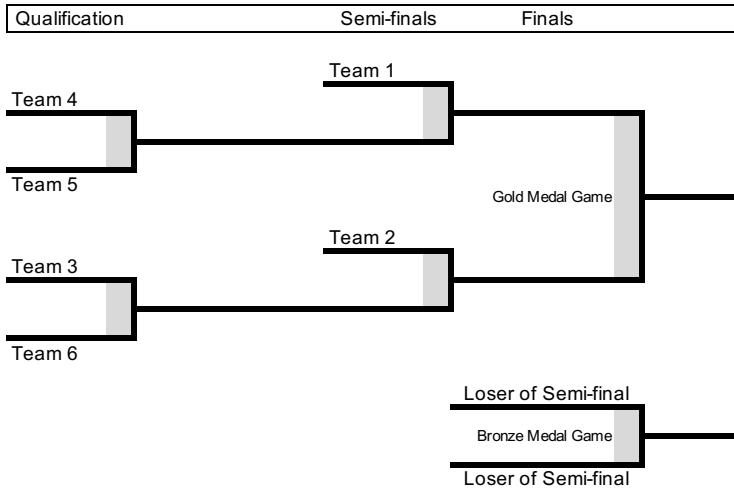 Qualification Semi-finals Finals
Team 1
Team 4
Team 5
Gold Medal Game
Team 2
Team 3
Team 6
Loser of Semi-final
Bronze Medal Game
Loser of Semi-final